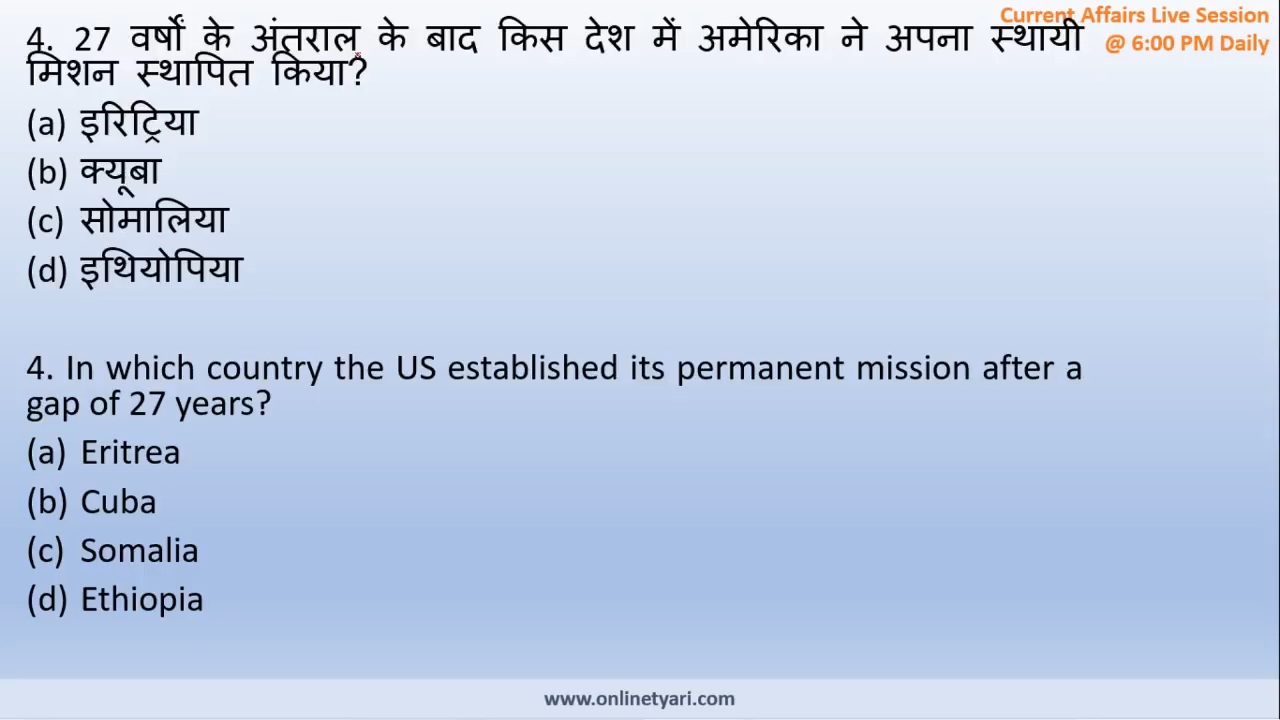 Current Affairs Live Session
@ 6:00 PM Daily
4. 27 वर्षों के अंतराल के बाद किस देश में अमेरिका ने अपना स्थायी
मिशन स्थापित किया?
(a) इरिट्रिया
(b) क्यूबा
(c) सोमालिया
(d) इथियोपिया
4. In which country the US established its permanent mission after a
gap of 27 years?
(a) Eritrea
(b) Cuba
(c) Somalia
(d) Ethiopia
www.onlinetyari.com